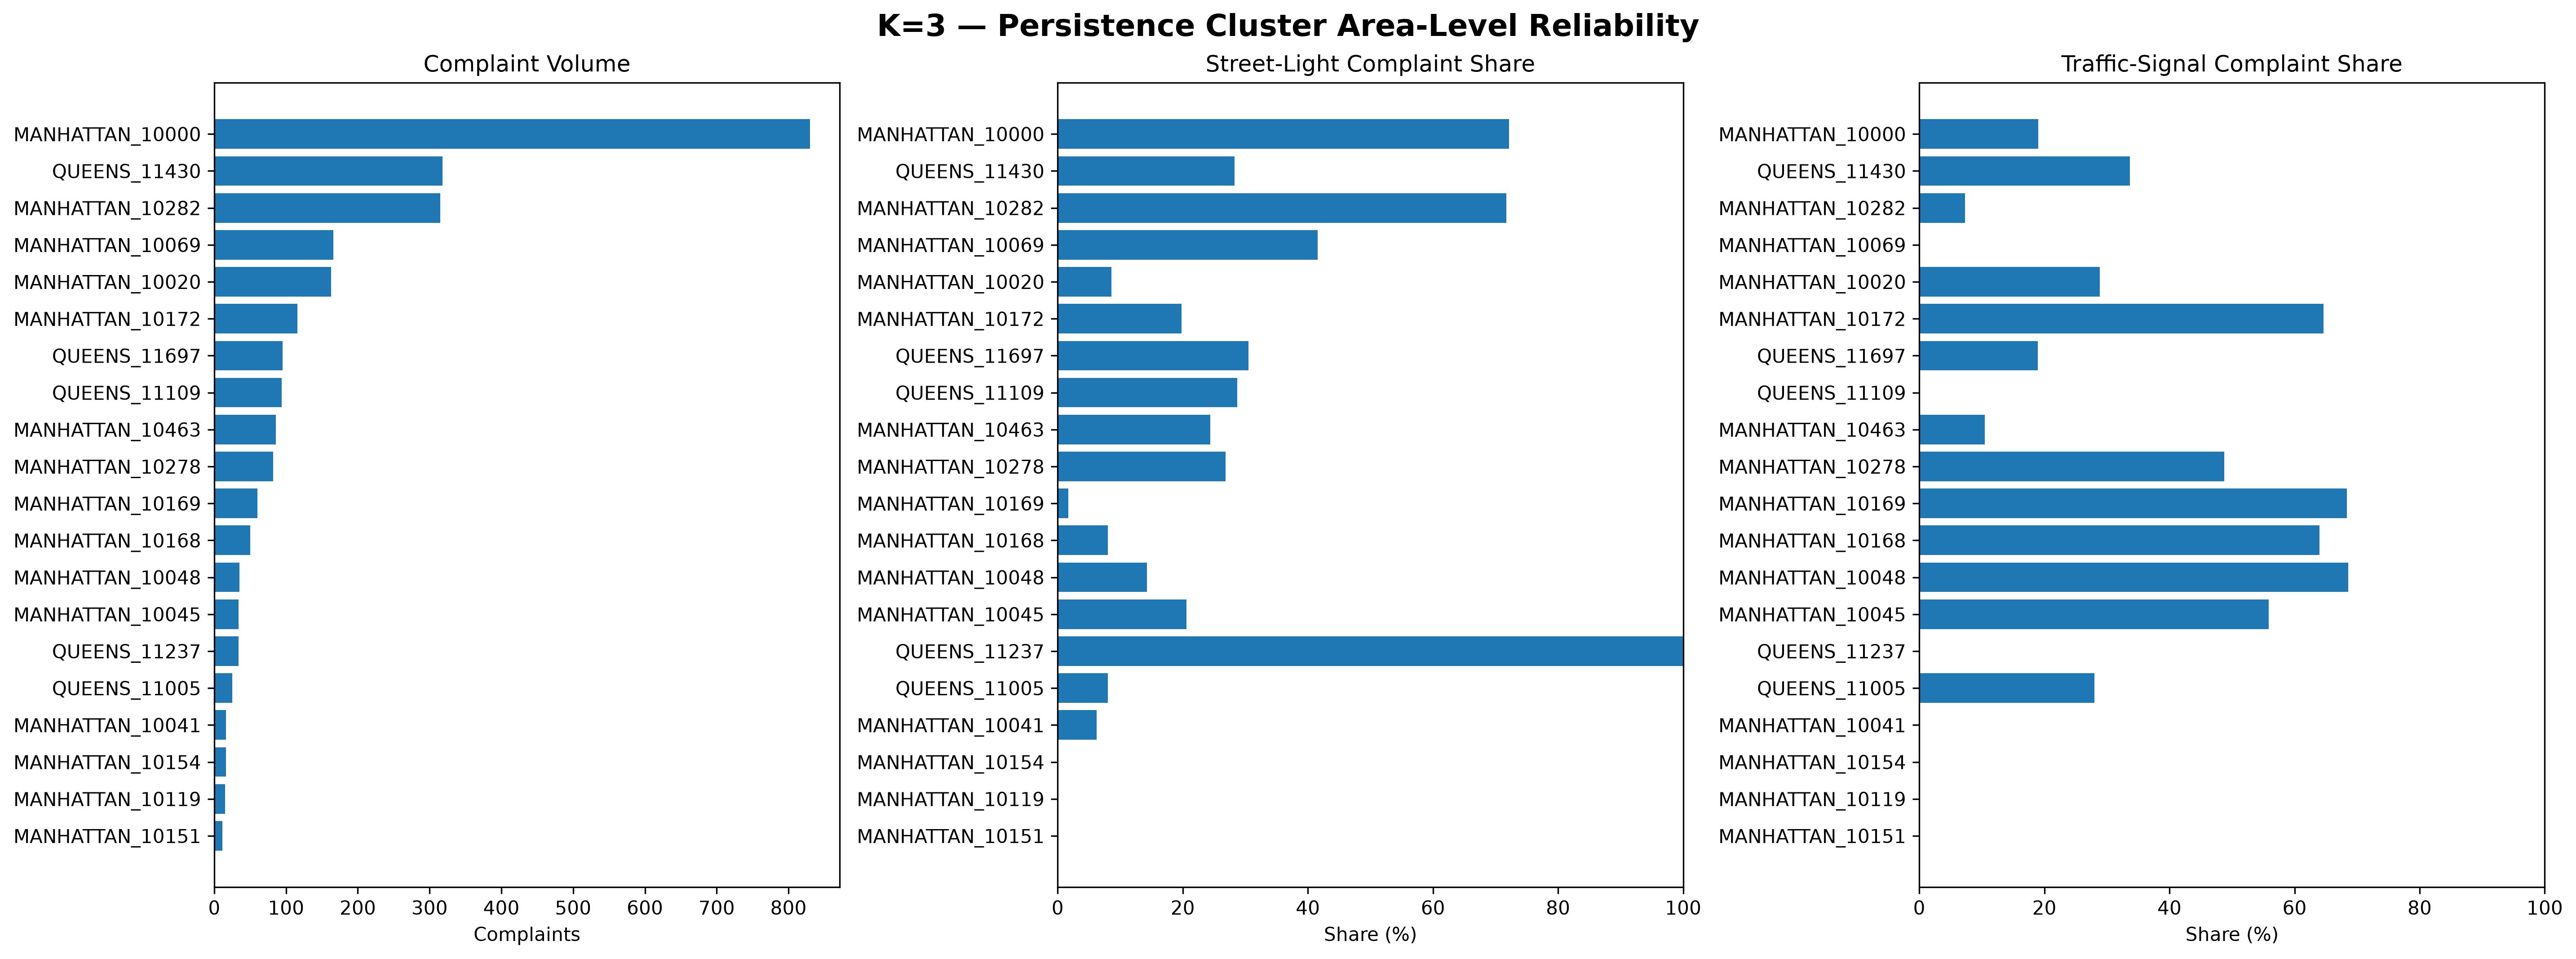 K=3 — Persistence Cluster Area-Level Reliability
Complaint Volume
MANHATTAN_10000
QUEENS_11430
MANHATTAN_10282
MANHATTAN_10069
MANHATTAN_10020
MANHATTAN_10172
QUEENS_11697
QUEENS_11109
MANHATTAN_10463
MANHATTAN_10278
MANHATTAN_10169
MANHATTAN_10168
MANHATTAN_10048
MANHATTAN_10045
QUEENS_11237
QUEENS_11005
MANHATTAN_10041
MANHATTAN_10154
MANHATTAN_10119
MANHATTAN_10151
0 100 200 300 400 500 600 700 800
Complaints
Street-Light Complaint Share
MANHATTAN_10000
QUEENS_11430
MANHATTAN_10282
MANHATTAN_10069
MANHATTAN_10020
MANHATTAN_10172
QUEENS_11697
QUEENS_11109
MANHATTAN_10463
MANHATTAN_10278
MANHATTAN_10169
MANHATTAN_10168
MANHATTAN_10048
MANHATTAN_10045
QUEENS_11237
QUEENS_11005
MANHATTAN_10041
MANHATTAN_10154
MANHATTAN_10119
MANHATTAN_10151
0 20 40 60 80 100
Share (%)
Traffic-Signal Complaint Share
MANHATTAN_10000
QUEENS_11430
MANHATTAN_10282
MANHATTAN_10069
MANHATTAN_10020
MANHATTAN_10172
QUEENS_11697
QUEENS_11109
MANHATTAN_10463
MANHATTAN_10278
MANHATTAN_10169
MANHATTAN_10168
MANHATTAN_10048
MANHATTAN_10045
QUEENS_11237
QUEENS_11005
MANHATTAN_10041
MANHATTAN_10154
MANHATTAN_10119
MANHATTAN_10151
0 20 40 60 80 100
Share (%)